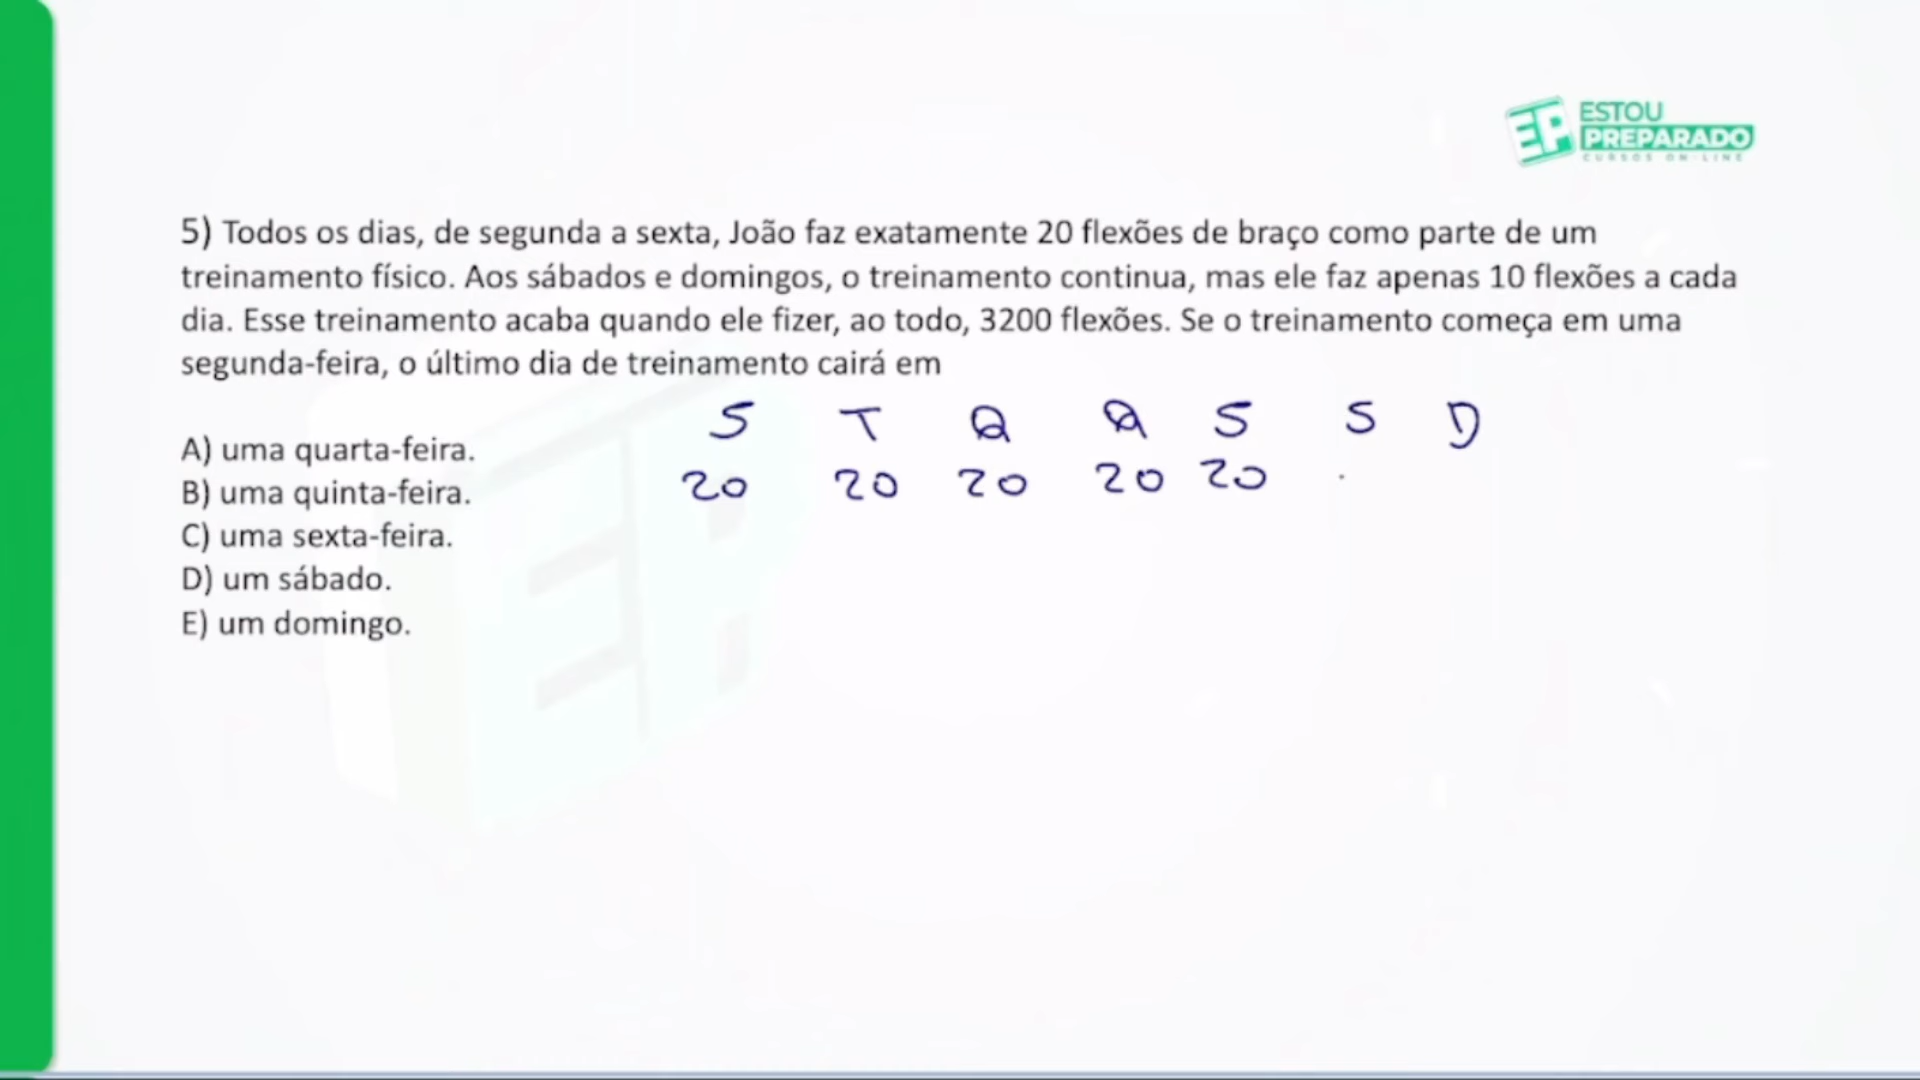 ESTOU
EP PREPARADO
CURSOS ON-LINE
5) Todos os dias, de segunda a sexta, João faz exatamente 20 flexões de braço como parte de um
treinamento físico. Aos sábados e domingos, o treinamento continua, mas ele faz apenas 10 flexões a cada
dia. Esse treinamento acaba quando ele fizer, ao todo, 3200 flexões. Se o treinamento começa em uma
segunda-feira, o último dia de treinamento cairá em
S T Q Q S S D
A) uma quarta-feira.
20 20 20 20 20
B) uma quinta-feira.
C) uma sexta-feira.
D) um sábado.
E) um domingo.
EP